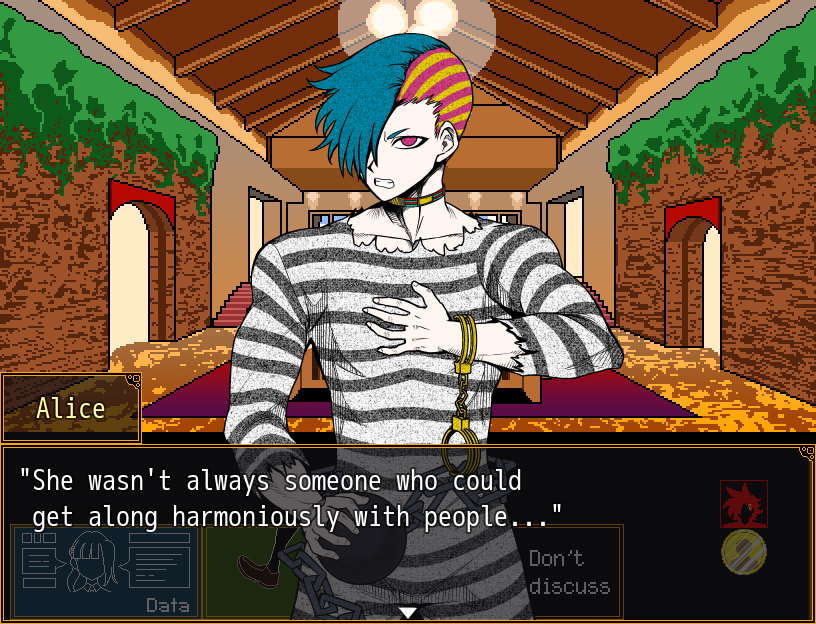 Alice
"She wasn't always someone who could
get along harmoniously with people..."
Data
Don't
discuss